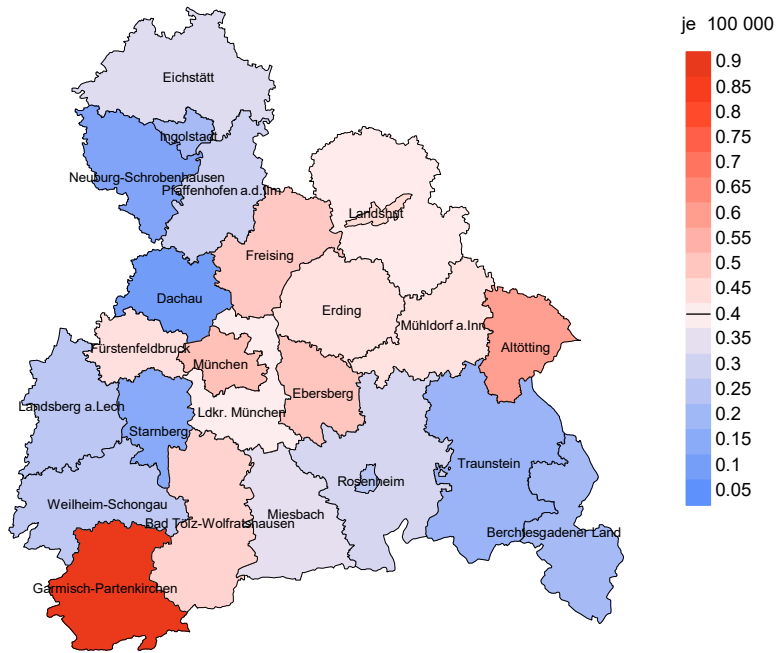 je 100 000
0.9
0.85
0.8
0.75
0.7
0.65
0.6
0.55
0.5
0.45
0.4
0.35
0.3
0.25
0.2
0.15
0.1
0.05
Eichstätt
Ingolstadt
Neuburg-Schrobenhausen
Pfaffenhofen a.d.Ilm
Landshut
Freising
Dachau
Erding
Mühldorf a.Inn
Fürstenfeldbruck
Altötting
München
Ebersberg
Landsberg a.Lech
Ldkr. München
Starnberg
Traunstein
Rosenheim
Weilheim-Schongau
Miesbach
Bad Tölz-Wolfratshausen
Berchtesgadener Land
Garmisch-Partenkirchen